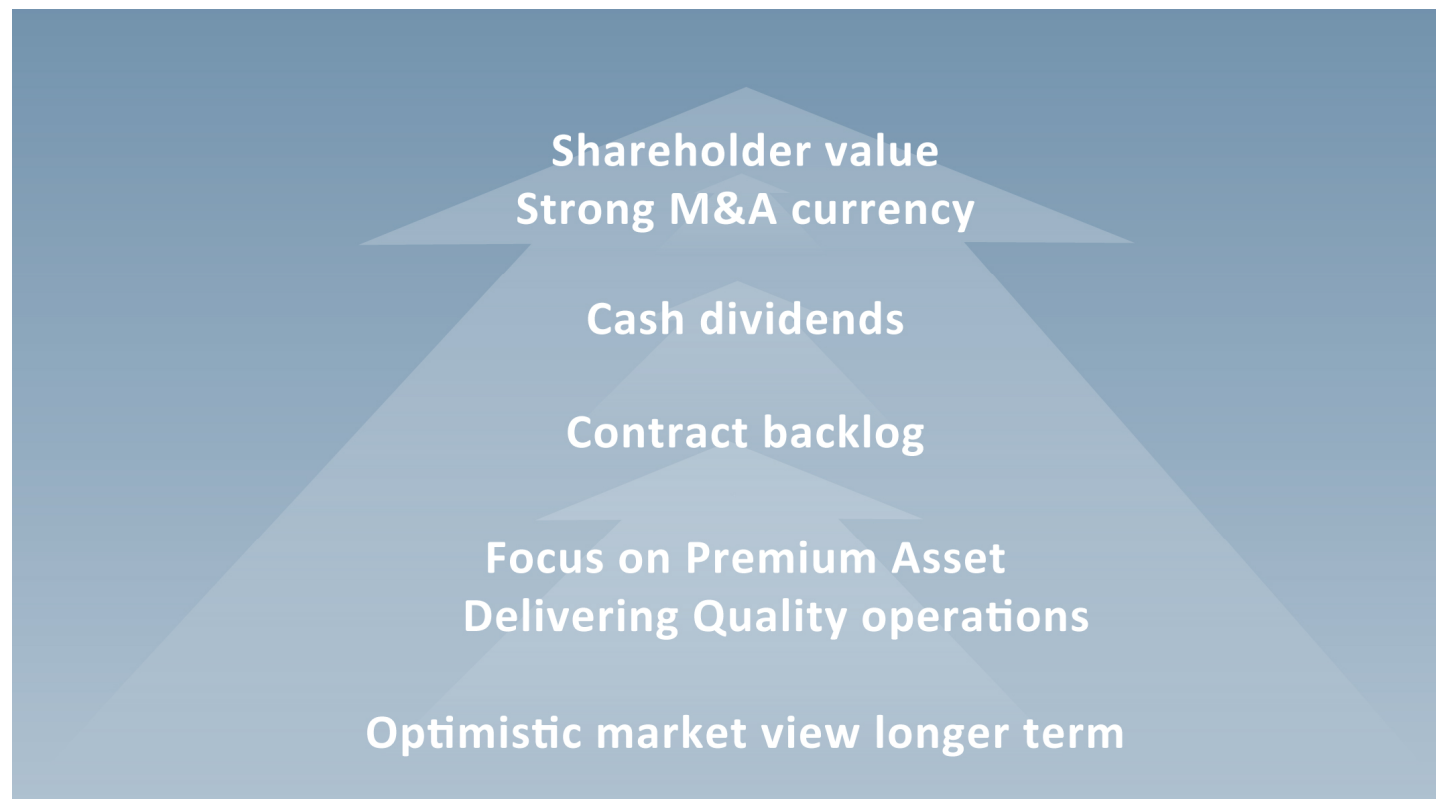 Shareholder value
Strong M&A currency
Cash dividends
Contract backlog
Focus on Premium Asset
Delivering Quality operations
Optimistic market view longer term